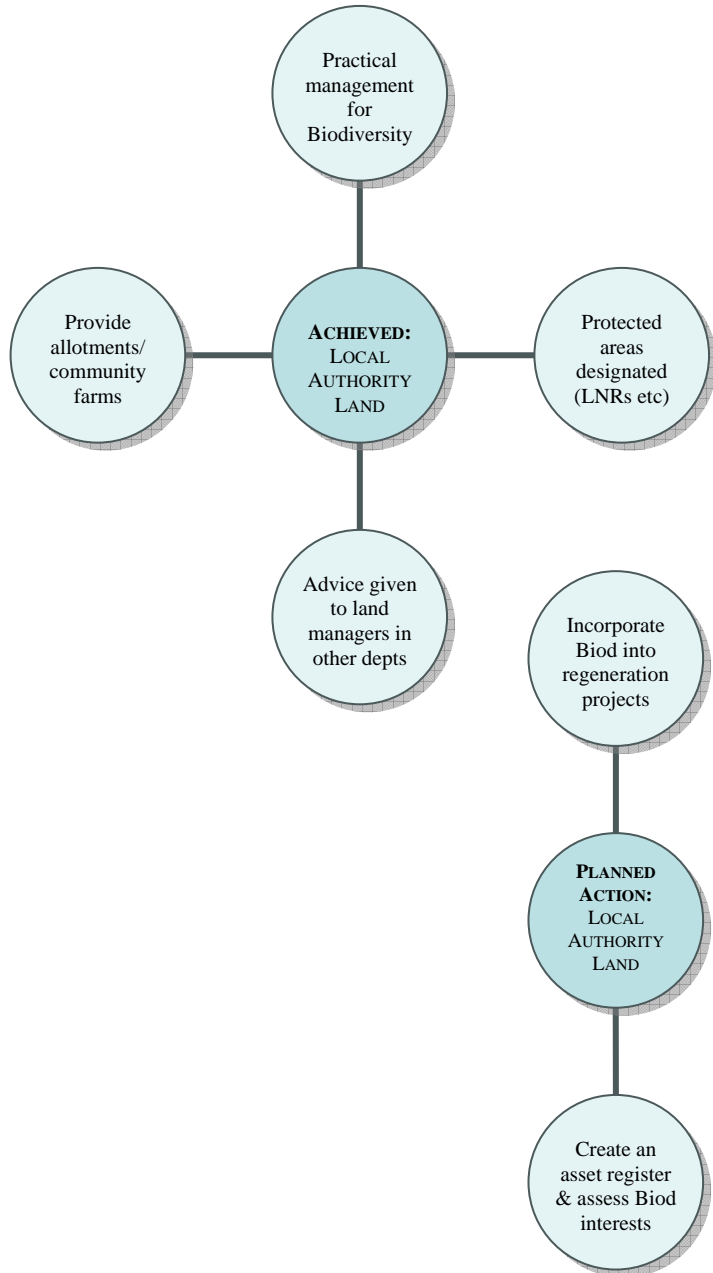 Practical
management
for
Biodiversity
Provide
allotments/
community
farms
ACHIEVED:
LOCAL
AUTHORITY
LAND
Protected
areas
designated
(LNRs etc)
Advice given
to land
managers in
other depts
Incorporate
Biod into
regeneration
projects
PLANNED
ACTION:
LOCAL
AUTHORITY
LAND
Create an
asset register
& assess Biod
interests